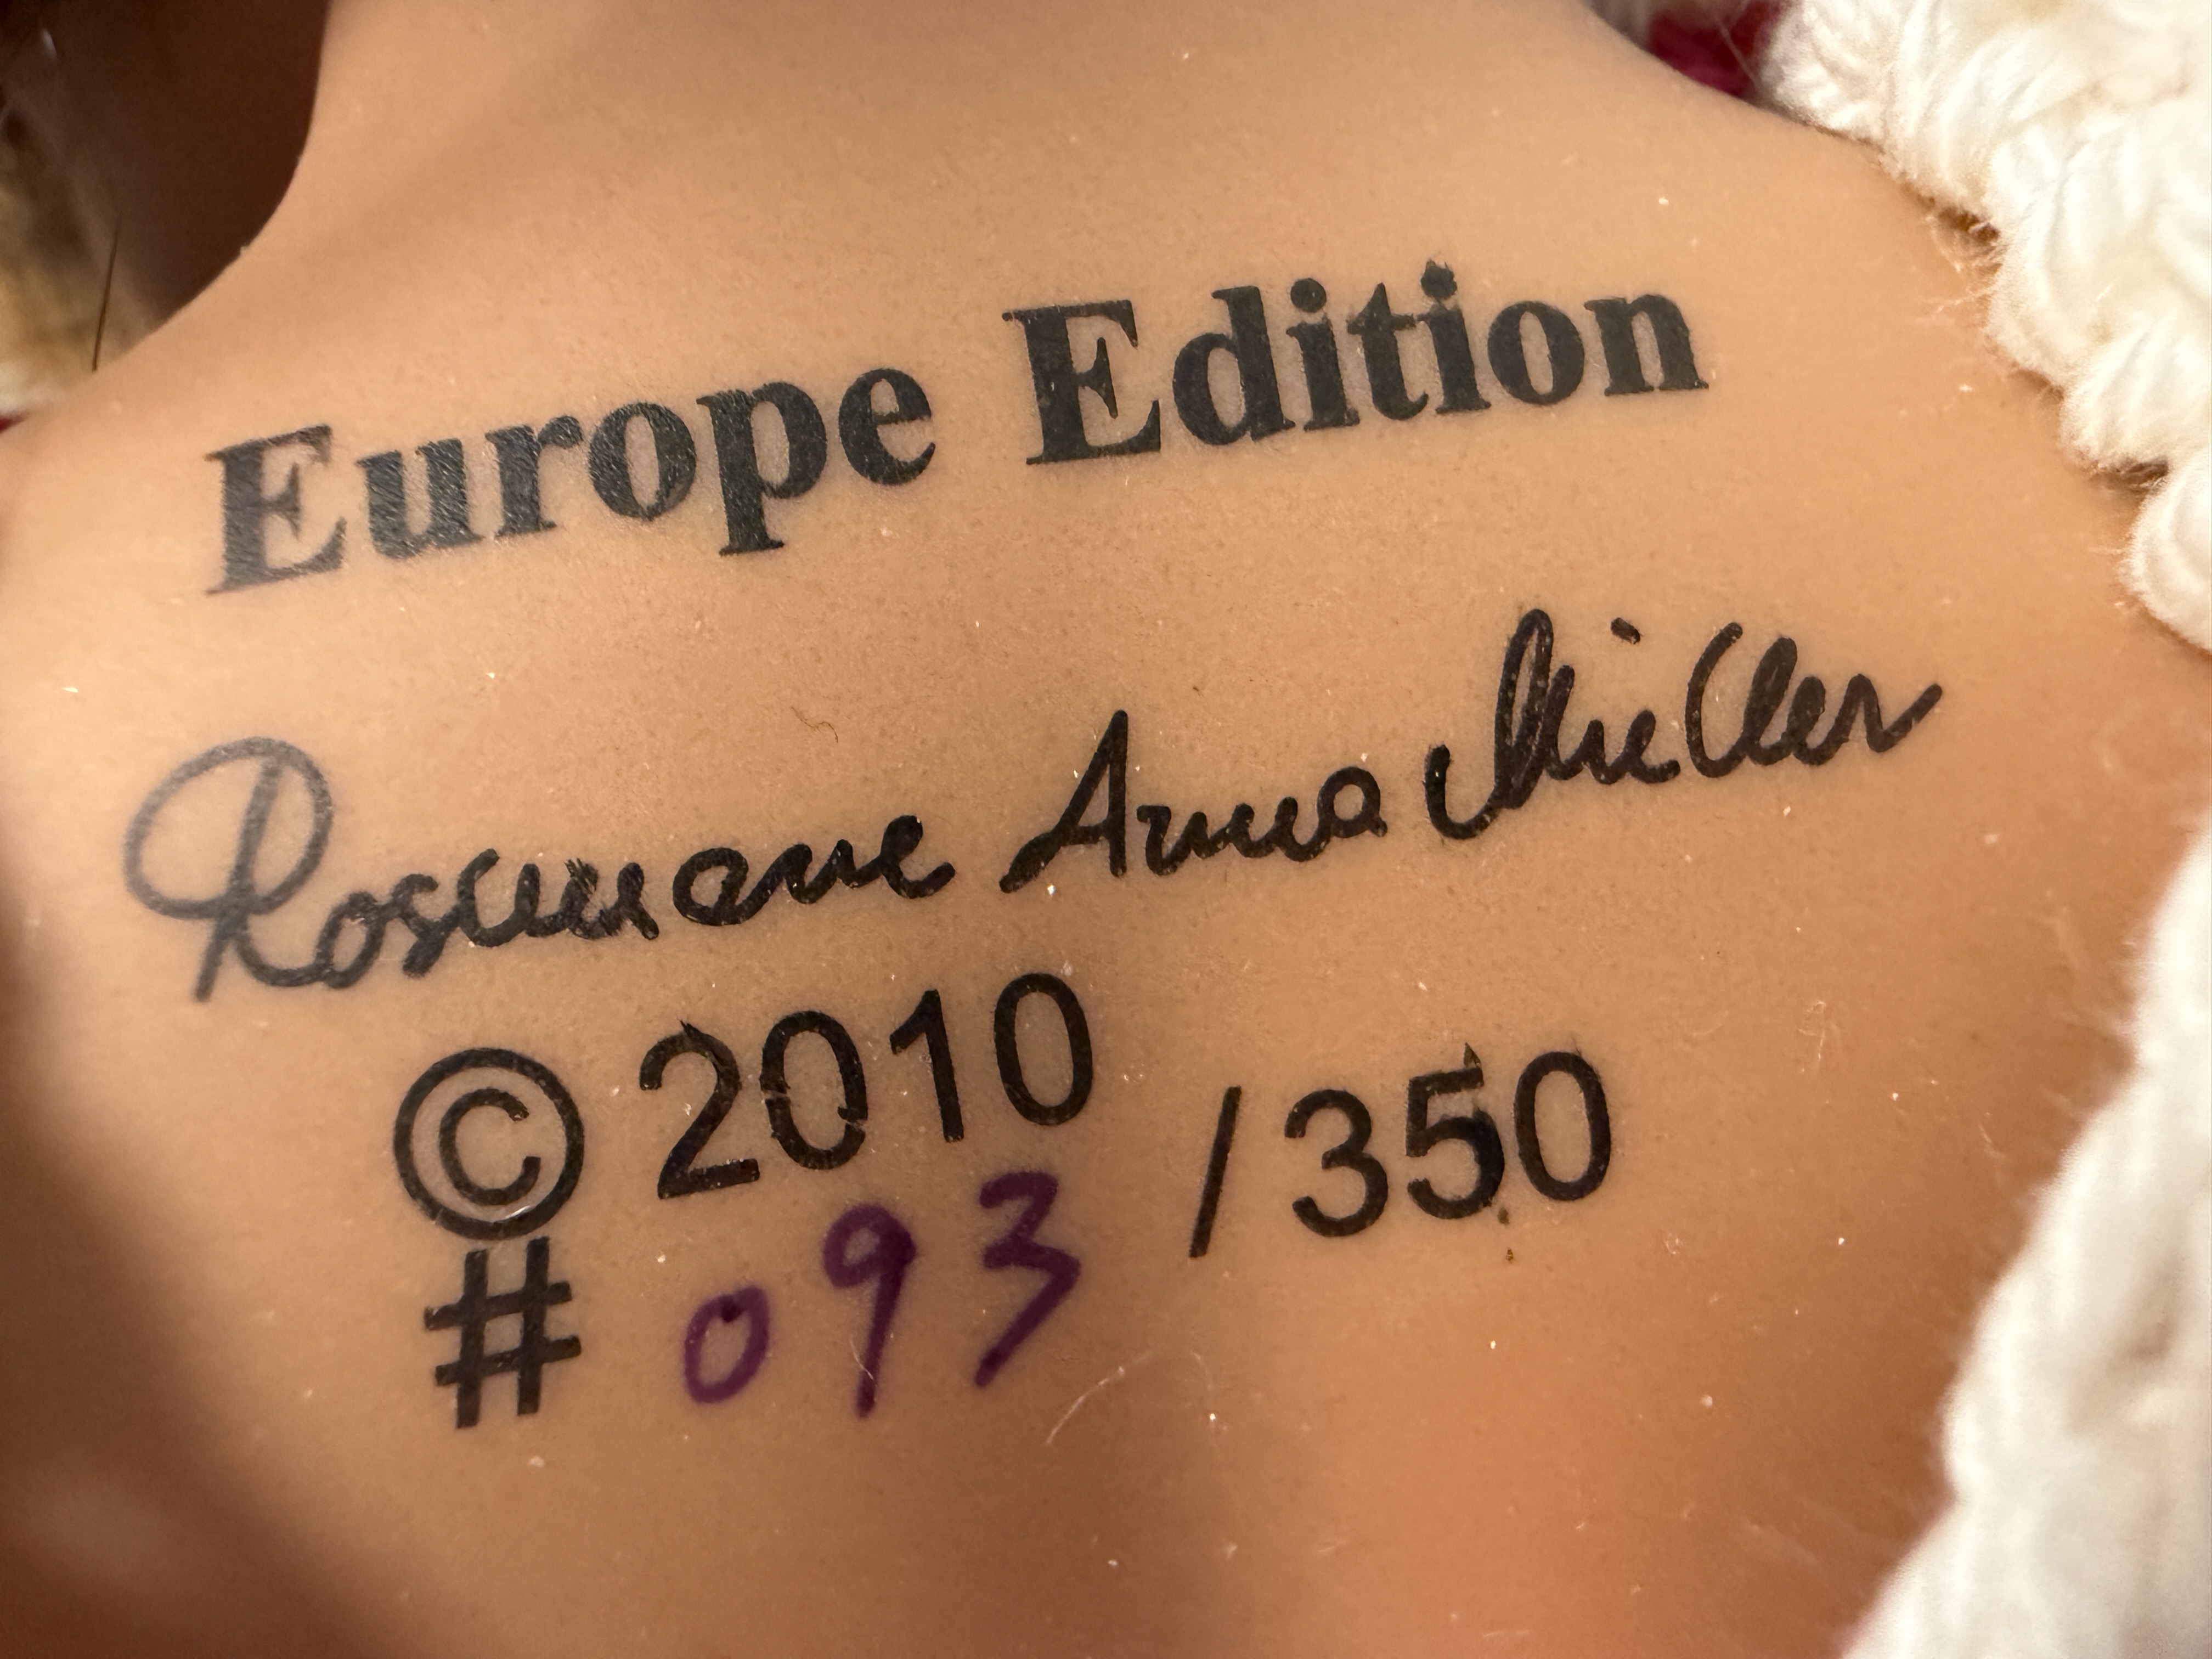 Europe Edition
Rosemarie Anna Müller
© 2010
# 093 /350